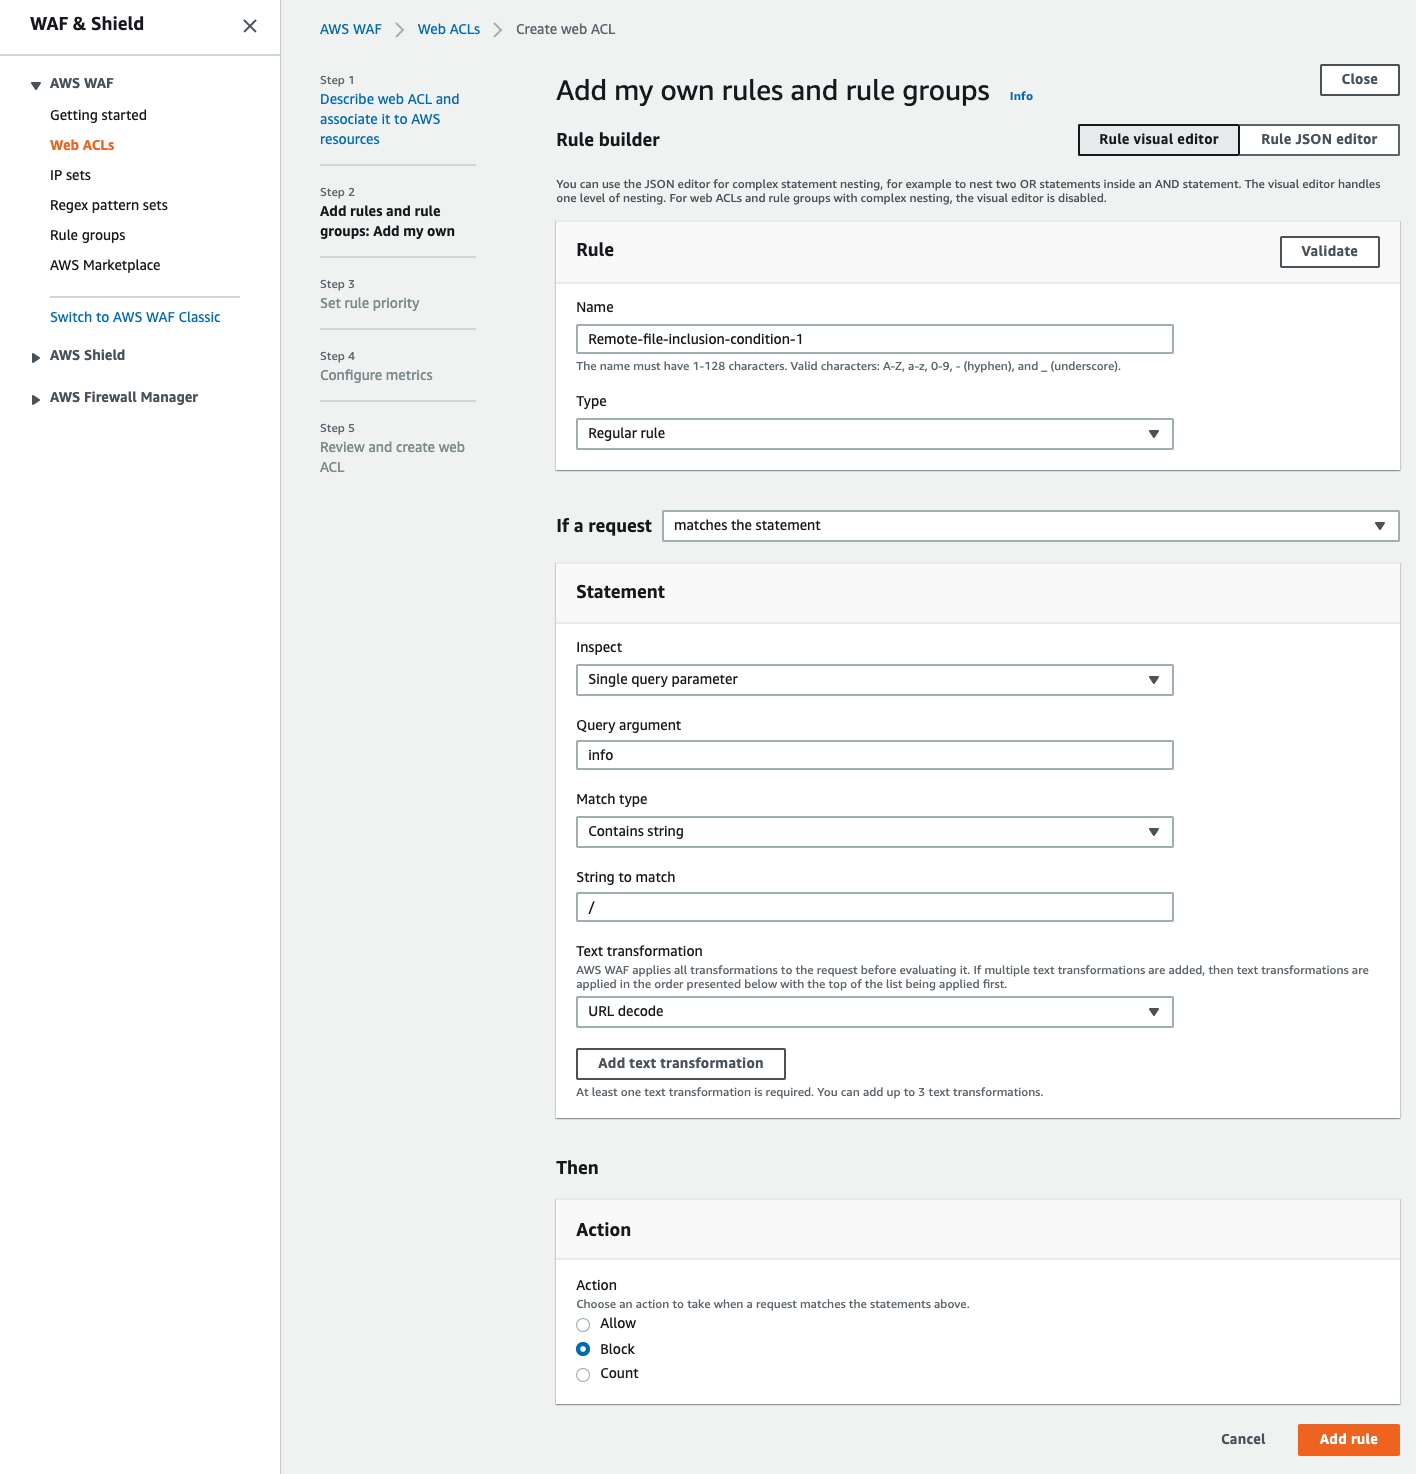 WAF & Shield
AWS WAF
Getting started
Web ACLs
IP sets
Regex pattern sets
Rule groups
AWS Marketplace
Switch to AWS WAF Classic
AWS Shield
AWS Firewall Manager
AWS WAF > Web ACLs > Create web ACL
Step 1
Describe web ACL and
associate it to AWS
resources
Step 2
Add rules and rule
groups: Add my own
Step 3
Set rule priority
Step 4
Configure metrics
Step 5
Review and create web
ACL
Add my own rules and rule groups Info
Close
Rule builder
Rule visual editor
Rule JSON editor
You can use the JSON editor for complex statement nesting, for example to nest two OR statements inside an AND statement. The visual editor handles
one level of nesting. For web ACLs and rule groups with complex nesting, the visual editor is disabled.
Rule
Validate
Name
Remote-file-inclusion-condition-1
The name must have 1-128 characters. Valid characters: A-Z, a-z, 0-9, - (hyphen), and _ (underscore).
Type
Regular rule
If a request matches the statement
Statement
Inspect
Single query parameter
Query argument
info
Match type
Contains string
String to match
/
Text transformation
AWS WAF applies all transformations to the request before evaluating it. If multiple text transformations are added, then text transformations are
applied in the order presented below with the top of the list being applied first.
URL decode
Add text transformation
At least one text transformation is required. You can add up to 3 text transformations.
Then
Action
Action
Choose an action to take when a request matches the statements above.
Allow
Block
Count
Cancel
Add rule